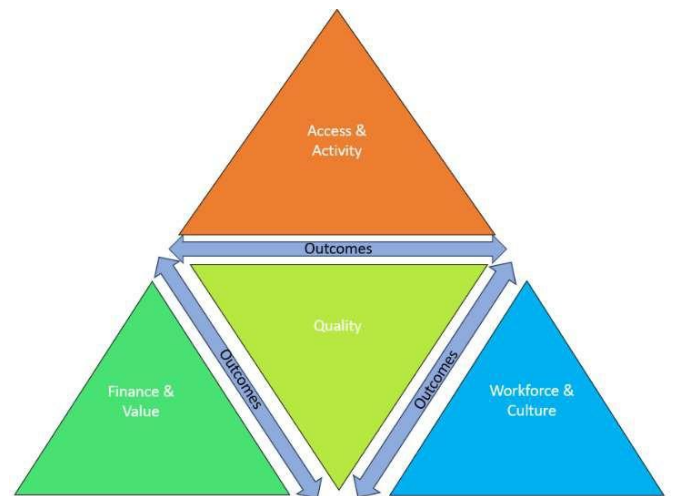 Access &
Activity
Outcomes
Quality
Outcomes
Outcomes
Finance &
Value
Workforce &
Culture